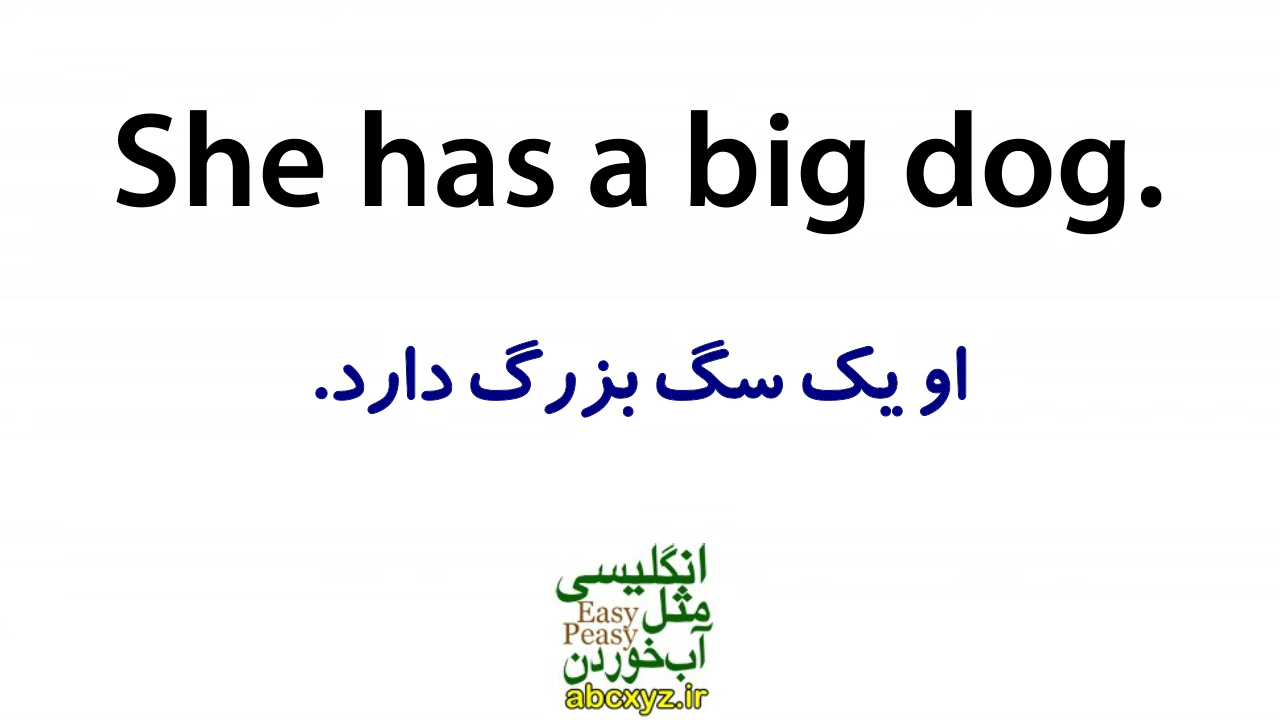 She has a big dog.
او یک سگ بزرگ دارد.
انگلیسی
مثل
Easy
Peasy
آب‌خوردن
abcxyz.ir